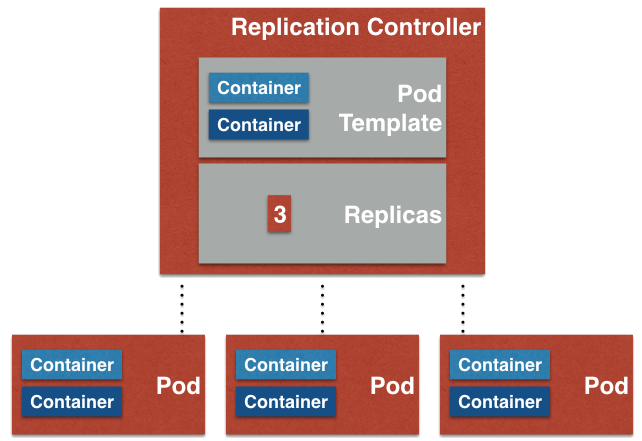 Replication Controller
Container
Container
Pod
Template
3
Replicas
Container
Container
Pod
Container
Container
Pod
Container
Container
Pod